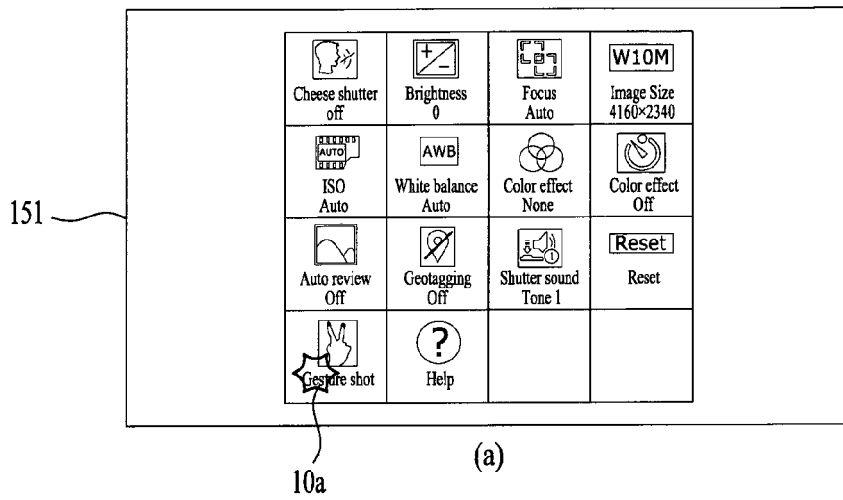 W10M
Cheese shutter Brightness Focus Image Size
off 0 Auto 4160×2340
AUTO AWB
ISO White balance Color effect Color effect
Auto Auto None Off
151
1 Reset
Auto review Geotagging Shutter sound Reset
Off Off Tone 1
?
Gesture shot Help
(a)
10a